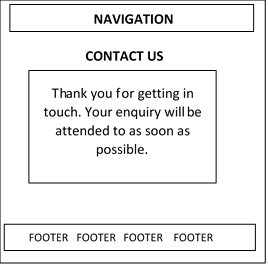 NAVIGATION
CONTACT US
Thank you for getting in
touch. Your enquiry will be
attended to as soon as
possible.
FOOTER FOOTER FOOTER FOOTER